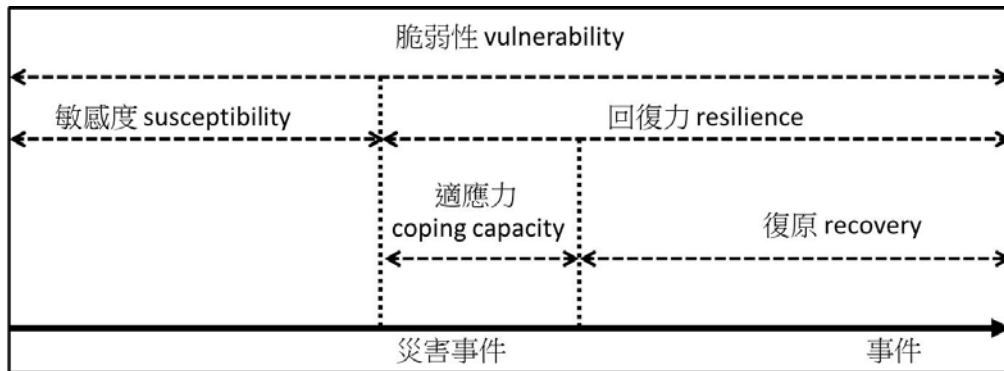 脆弱性 vulnerability
敏感度 susceptibility
回復力 resilience
適應力
coping capacity
復原 recovery
災害事件
事件